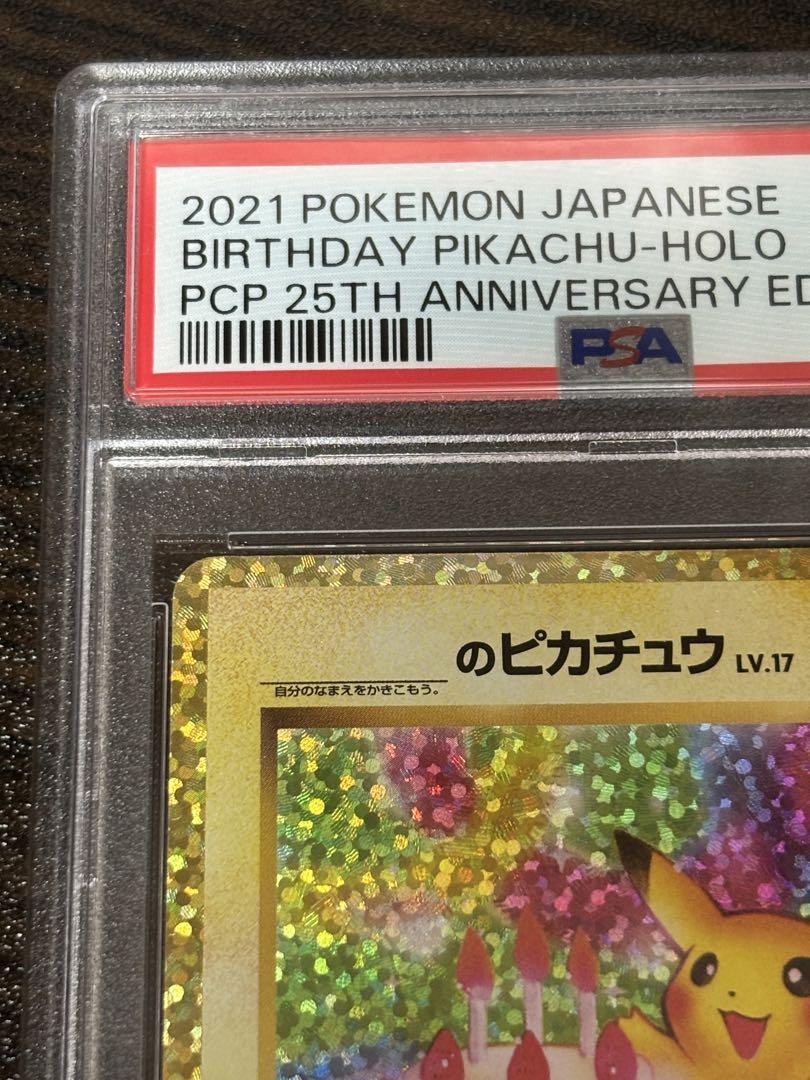 2021 POKEMON JAPANESE
BIRTHDAY PIKACHU-HOLO
PCP 25TH ANNIVERSARY ED
PSA
のピカチュウ LV.17
自分のなまえをかきこもう。